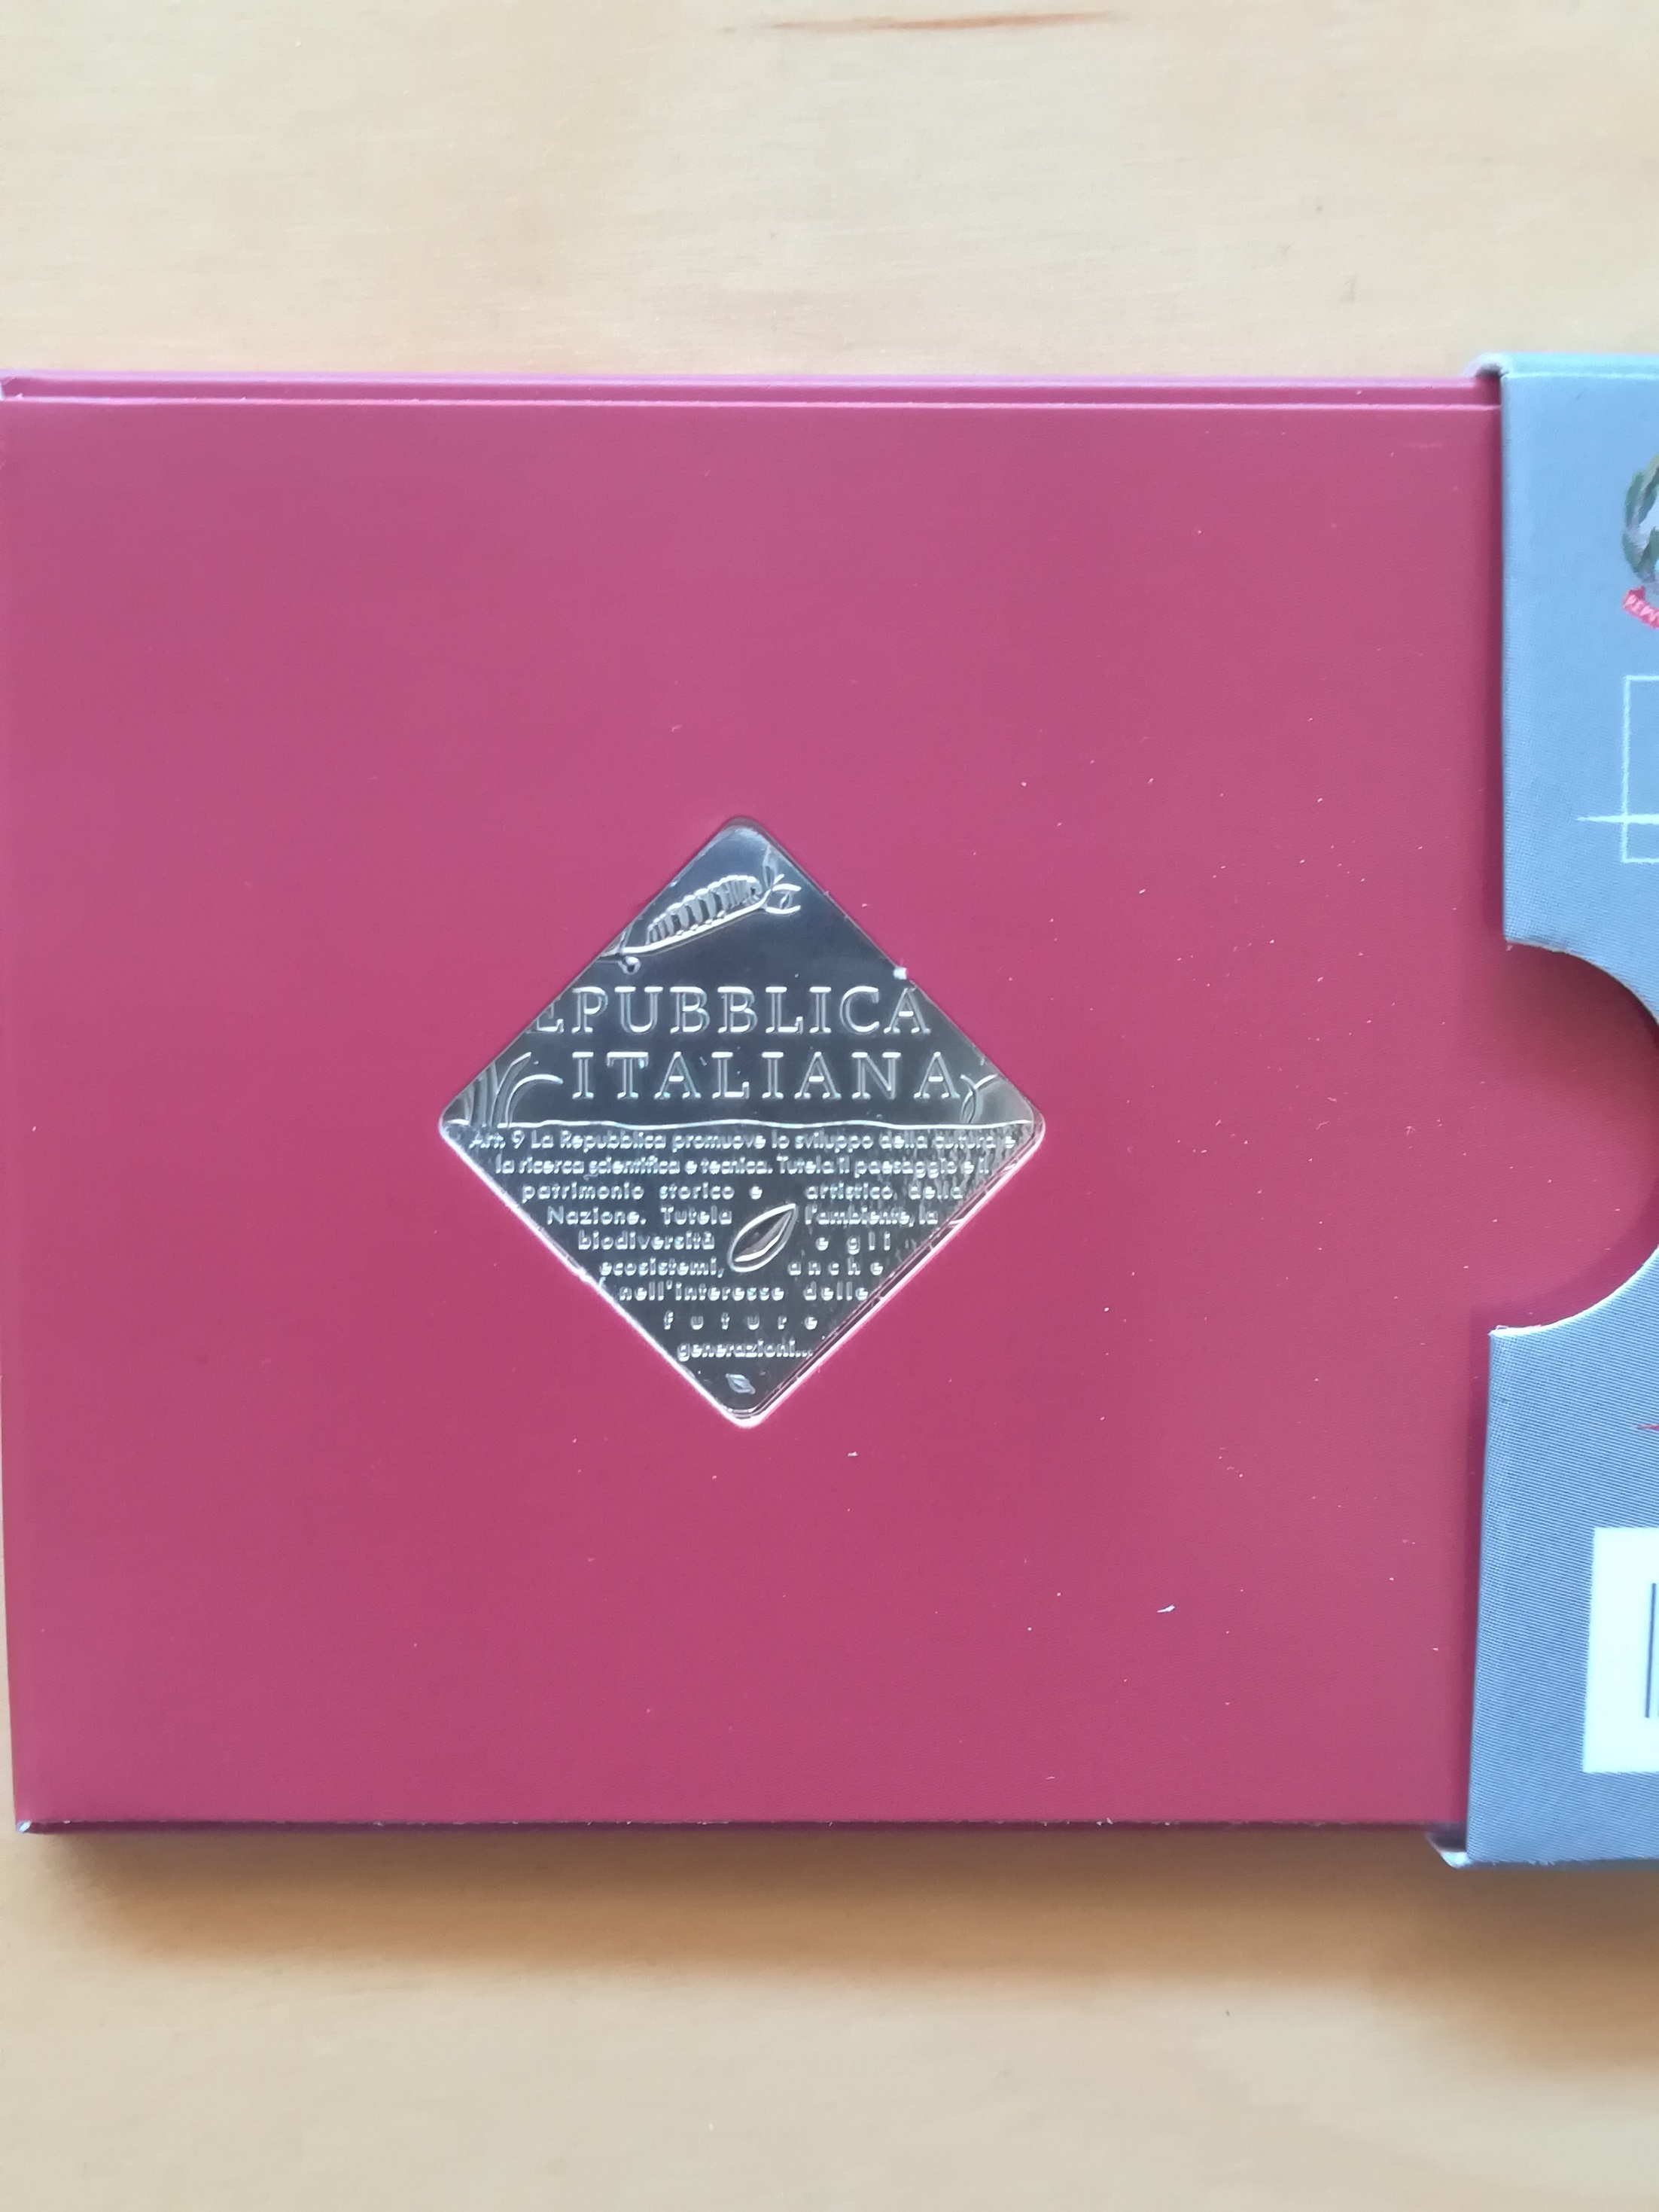 EPUBBLICA
ITALIANA
Art. 9 La Repubblica promuove lo sviluppo della cultura e
la ricerca scientifica e tecnica. Tutela il paesaggio e il
patrimonio storico e artistico della
Nazione. Tutela l'ambiente, la
biodiversità e gli
ecosistemi, anche
nell'interesse delle
future
generazioni...